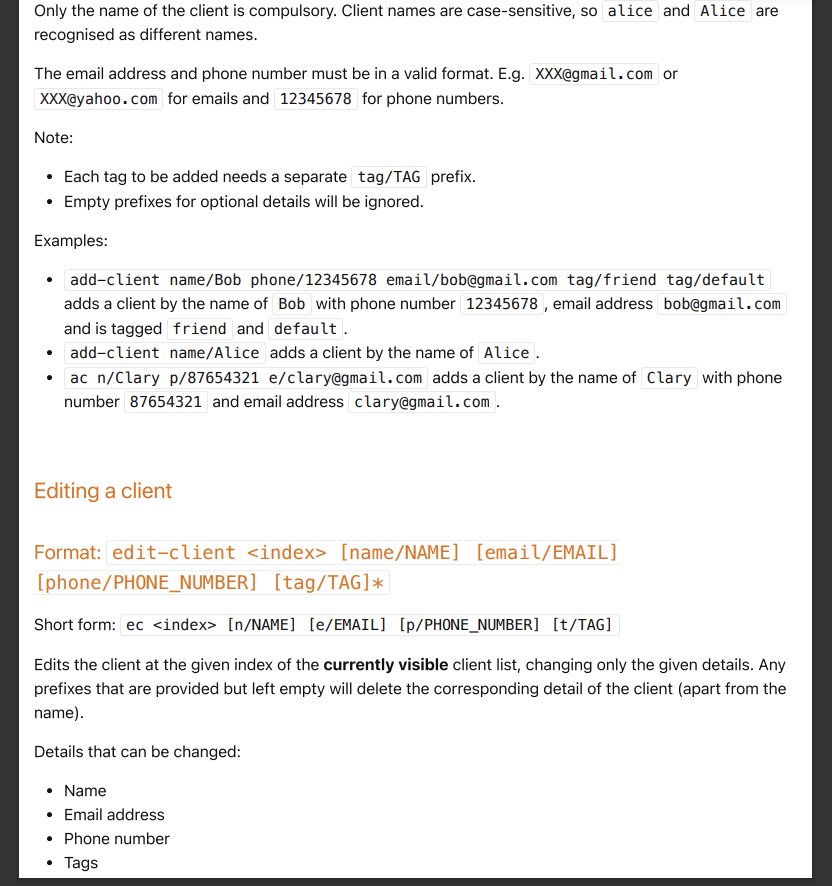 Only the name of the client is compulsory. Client names are case-sensitive, so alice and Alice are
recognised as different names.
The email address and phone number must be in a valid format. E.g. XXX@gmail.com or
XXX@yahoo.com for emails and 12345678 for phone numbers.
Note:
• Each tag to be added needs a separate tag/TAG prefix.
• Empty prefixes for optional details will be ignored.
Examples:
• add-client name/Bob phone/12345678 email/bob@gmail.com tag/friend tag/default
adds a client by the name of Bob with phone number 12345678, email address bob@gmail.com
and is tagged friend and default.
• add-client name/Alice adds a client by the name of Alice.
• ac n/Clary p/87654321 e/clary@gmail.com adds a client by the name of Clary with phone
number 87654321 and email address clary@gmail.com.
Editing a client
Format: edit-client <index> [name/NAME] [email/EMAIL]
[phone/PHONE_NUMBER] [tag/TAG]*
Short form: ec <index> [n/NAME] [e/EMAIL] [p/PHONE_NUMBER] [t/TAG]
Edits the client at the given index of the currently visible client list, changing only the given details. Any
prefixes that are provided but left empty will delete the corresponding detail of the client (apart from the
name).
Details that can be changed:
• Name
• Email address
• Phone number
• Tags